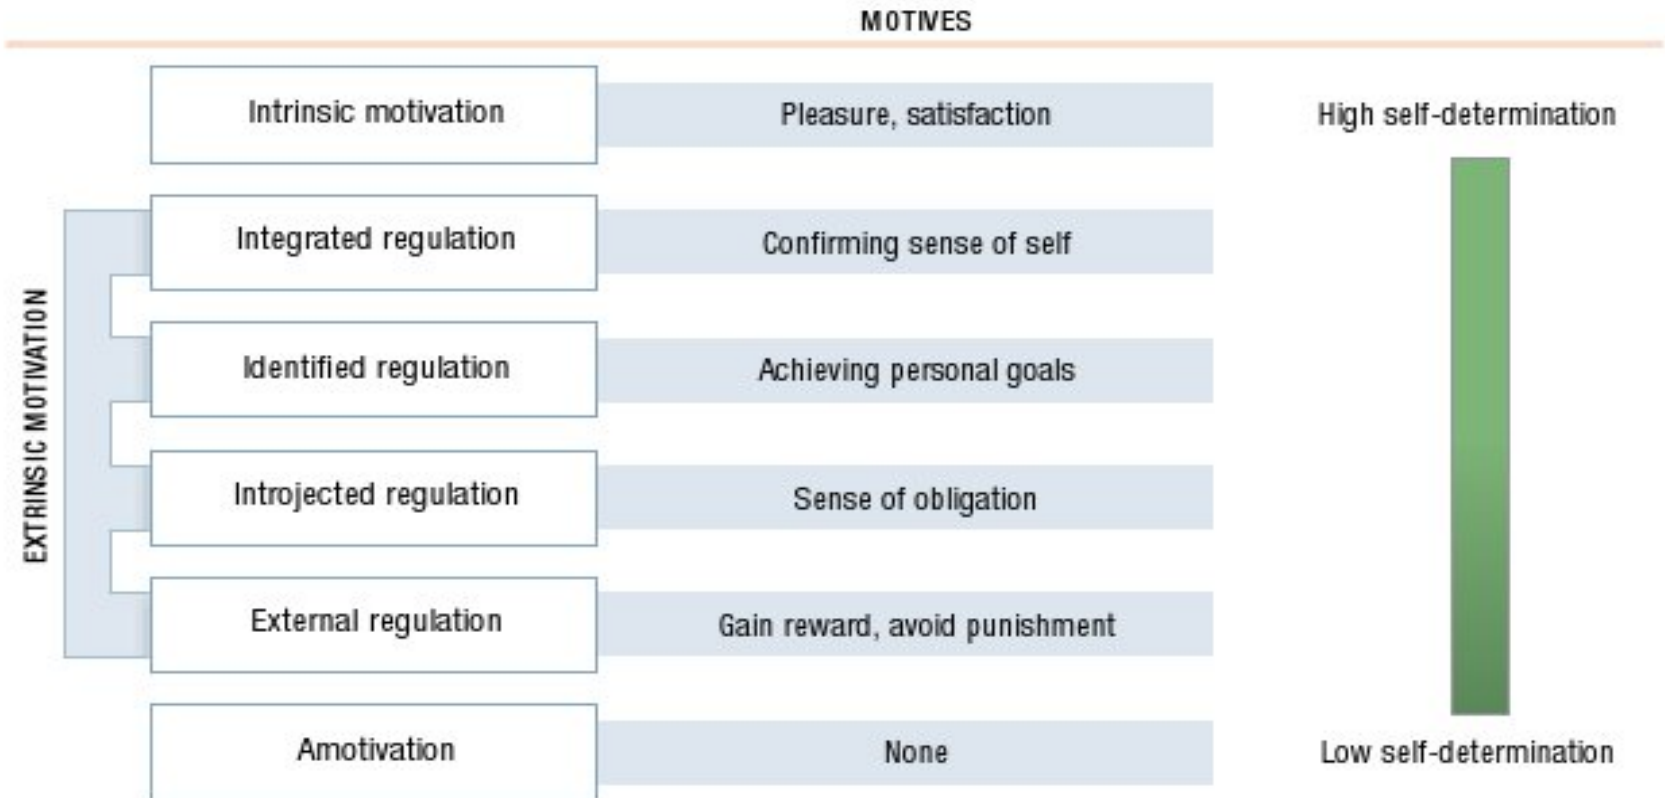 MOTIVES
Intrinsic motivation
Pleasure, satisfaction
High self-determination
EXTRINSIC MOTIVATION
Integrated regulation
Confirming sense of self
Identified regulation
Achieving personal goals
Introjected regulation
Sense of obligation
External regulation
Gain reward, avoid punishment
Amotivation
None
Low self-determination